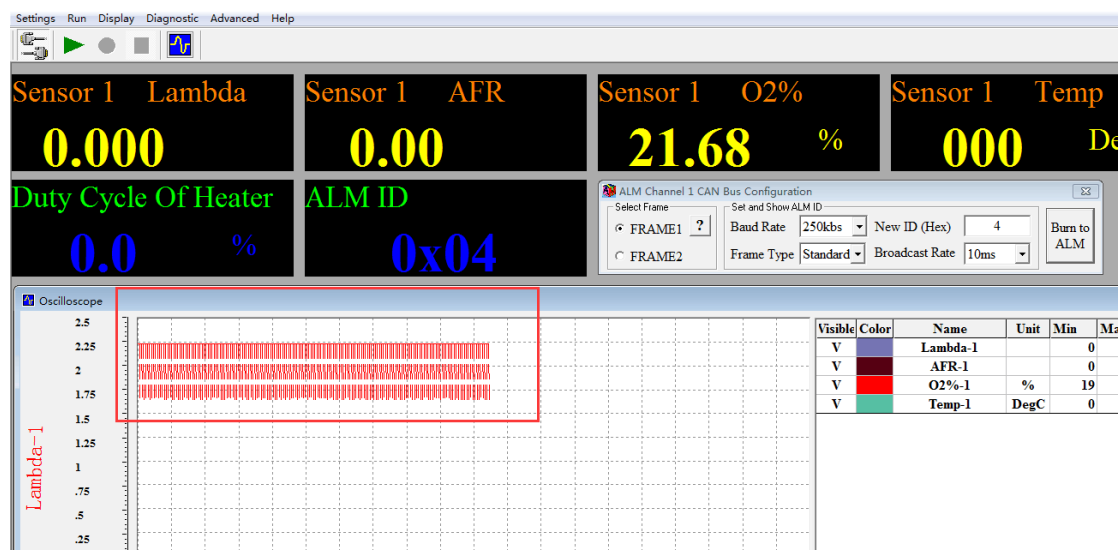 Settings Run Display Diagnostic Advanced Help
Sensor 1 Lambda
0.000
Sensor 1 AFR
0.00
Sensor 1 O2%
21.68 %
Sensor 1 Temp
000 De
Duty Cycle Of Heater
0.0 %
ALM ID
0x04
ALM Channel 1 CAN Bus Configuration
Select Frame
FRAME1 ?
FRAME2
Set and Show ALM ID
Baud Rate 250kbs New ID (Hex) 4
Frame Type Standard Broadcast Rate 10ms
Burn to
ALM
Oscilloscope
2.5
2.25
2
1.75
1.5
1.25
1
.75
.5
.25
Lambda-1
Visible Color Name Unit Min Ma
V Lambda-1 0
V AFR-1 0
V O2%-1 % 19
V Temp-1 DegC 0